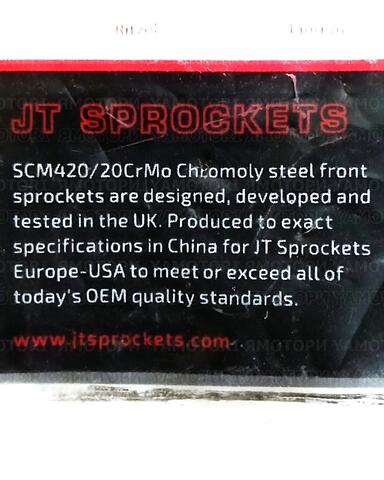 Ritzel
JT SPROCKETS
SCM420/20CrMo Chromoly steel front
sprockets are designed, developed and
tested in the UK. Produced to exact
specifications in China for JT Sprockets
Europe-USA to meet or exceed all of
today's OEM quality standards.
www.jtsprockets.com